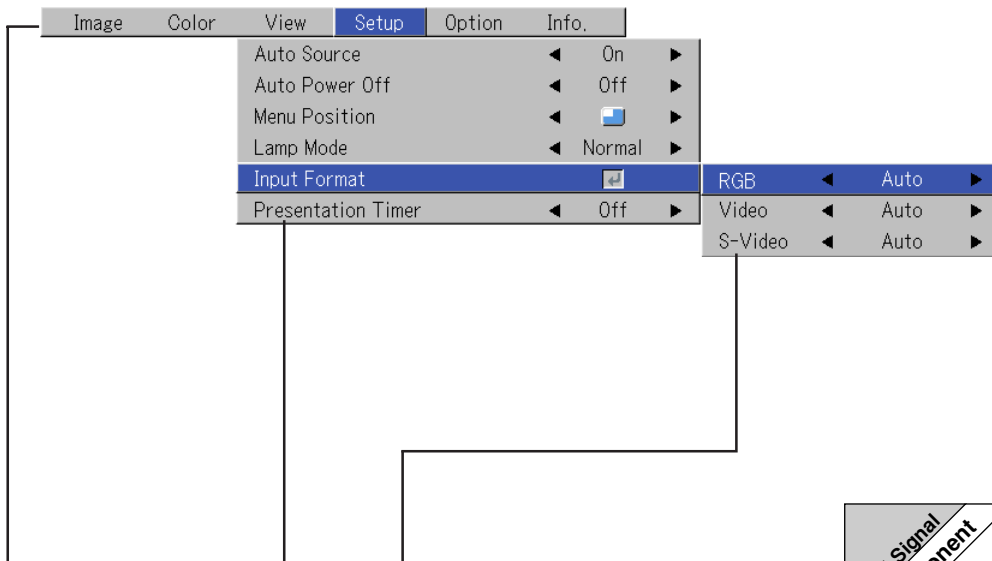 Image Color View Setup Option Info.
Auto Source On
Auto Power Off Off
Menu Position
Lamp Mode Normal
Input Format
Presentation Timer Off
RGB Auto
Video Auto
S-Video Auto
Signal